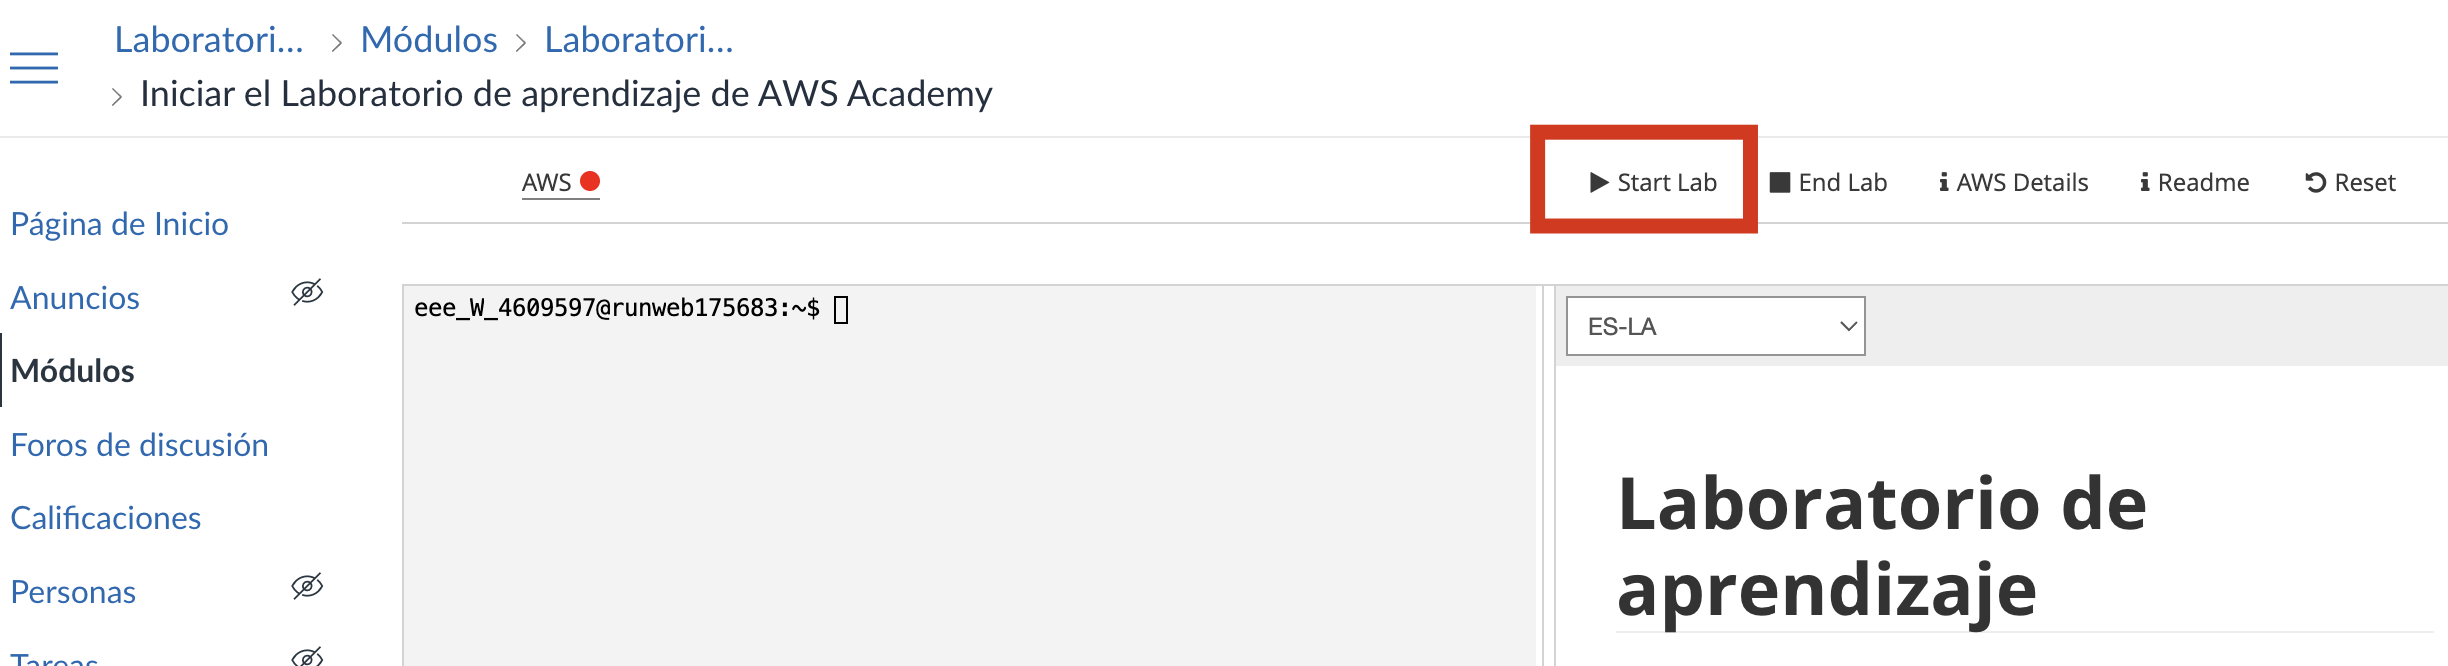 Laboratori... > Módulos > Laboratori...
> Iniciar el Laboratorio de aprendizaje de AWS Academy
AWS
Start Lab
End Lab
AWS Details
Readme
Reset
Página de Inicio
Anuncios
Módulos
Foros de discusión
Calificaciones
Personas
Tareas
eee_W_4609597@runweb175683:~$
ES-LA
Laboratorio de
aprendizaje